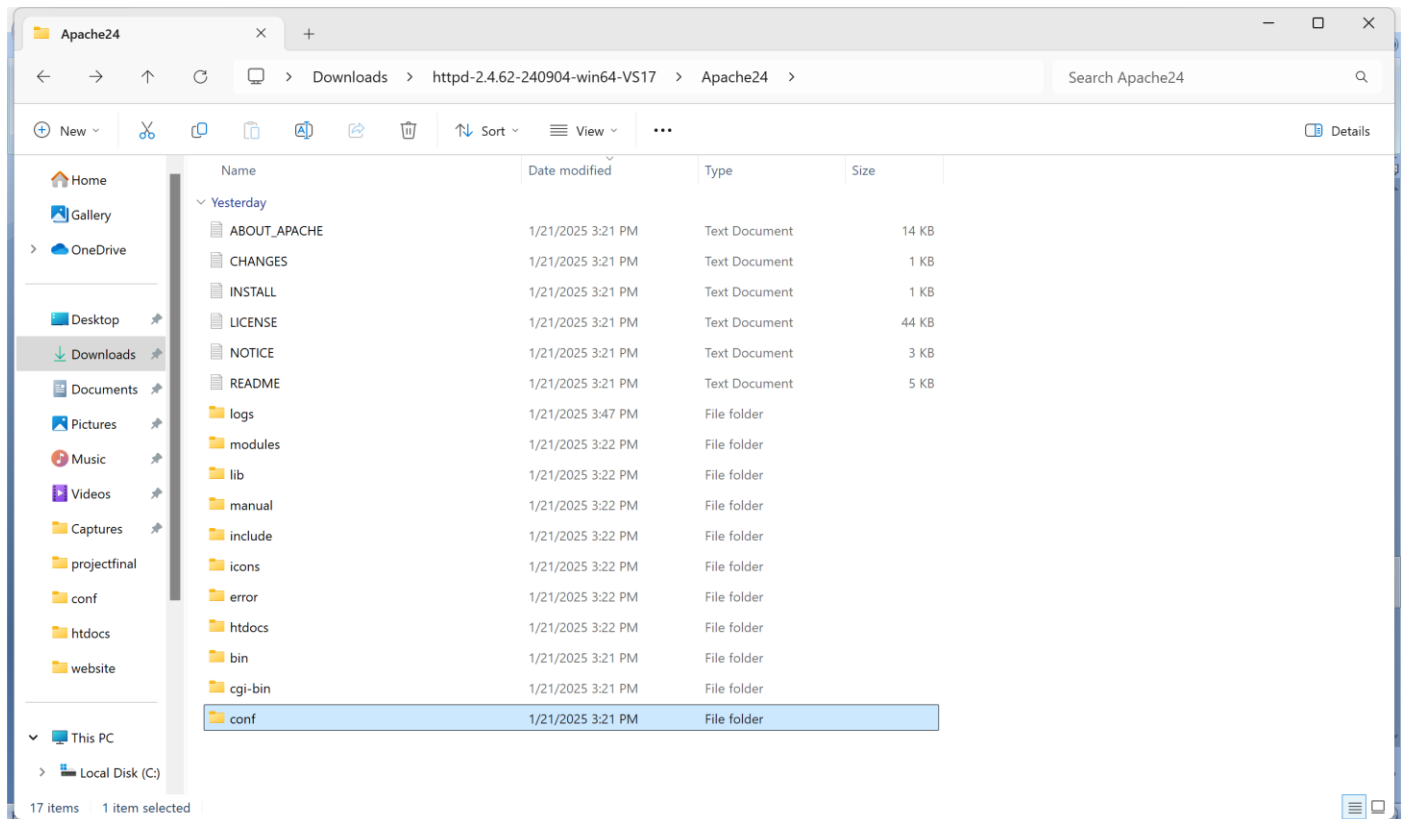 Apache24
Downloads > httpd-2.4.62-240904-win64-VS17 > Apache24 >
Search Apache24
New
Sort
View
Details
Home
Gallery
OneDrive
Desktop
Downloads
Documents
Pictures
Music
Videos
Captures
projectfinal
conf
htdocs
website
This PC
Local Disk (C:)
Name Date modified Type Size
Yesterday
ABOUT_APACHE 1/21/2025 3:21 PM Text Document 14 KB
CHANGES 1/21/2025 3:21 PM Text Document 1 KB
INSTALL 1/21/2025 3:21 PM Text Document 1 KB
LICENSE 1/21/2025 3:21 PM Text Document 44 KB
NOTICE 1/21/2025 3:21 PM Text Document 3 KB
README 1/21/2025 3:21 PM Text Document 5 KB
logs 1/21/2025 3:47 PM File folder
modules 1/21/2025 3:22 PM File folder
lib 1/21/2025 3:22 PM File folder
manual 1/21/2025 3:22 PM File folder
include 1/21/2025 3:22 PM File folder
icons 1/21/2025 3:22 PM File folder
error 1/21/2025 3:22 PM File folder
htdocs 1/21/2025 3:22 PM File folder
bin 1/21/2025 3:21 PM File folder
cgi-bin 1/21/2025 3:21 PM File folder
conf 1/21/2025 3:21 PM File folder
17 items 1 item selected